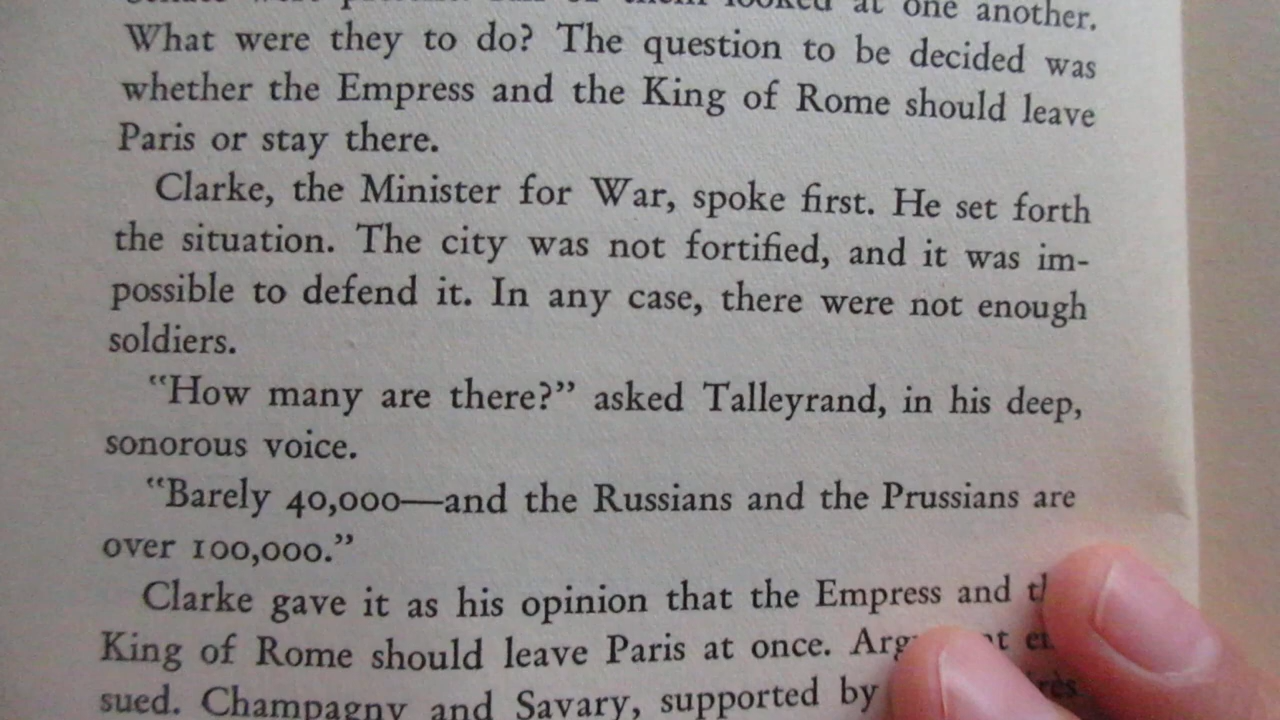 at one another.
What were they to do? The question to be decided was
whether the Empress and the King of Rome should leave
Paris or stay there.
Clarke, the Minister for War, spoke first. He set forth
the situation. The city was not fortified, and it was im-
possible to defend it. In any case, there were not enough
soldiers.
"How many are there?" asked Talleyrand, in his deep,
sonorous voice.
"Barely 40,000—and the Russians and the Prussians are
over 100,000."
Clarke gave it as his opinion that the Empress and
King of Rome should leave Paris at once.
sued. Champagny and Savary, supported by